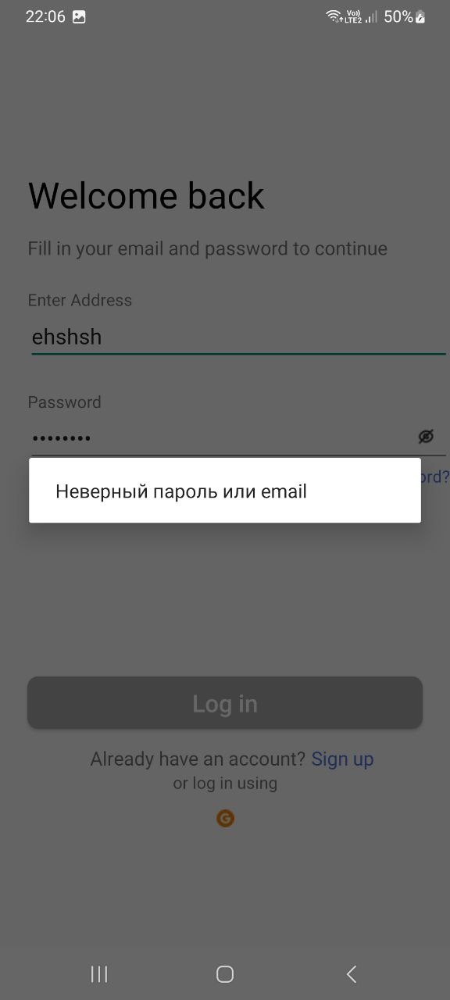 22:06
Vo)) LTE2 50%
Welcome back
Fill in your email and password to continue
Enter Address
ehshsh
Password
••••••••
ord?
Неверный пароль или email
Log in
Already have an account? Sign up
or log in using
G